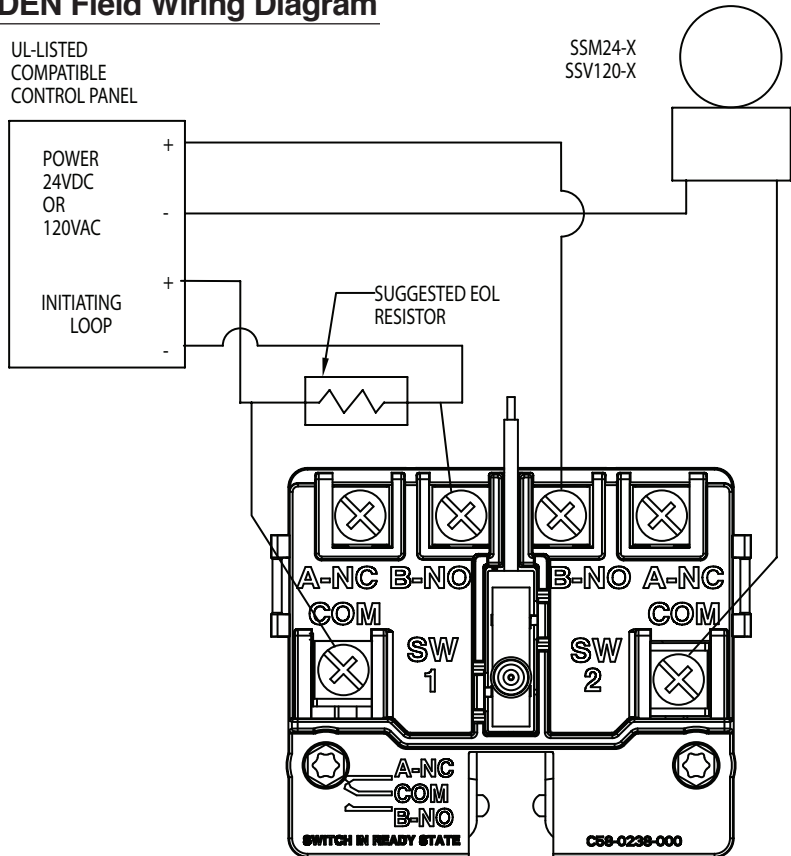 DEN Field Wiring Diagram
UL-LISTED
COMPATIBLE
CONTROL PANEL
SSM24-X
SSV120-X
POWER
24VDC
OR
120VAC
+
-
INITIATING
LOOP
+
-
SUGGESTED EOL
RESISTOR
A-NC B-NO
B-NO A-NC
COM
COM
SW
1
SW
2
A-NC
COM
B-NO
SWITCH IN READY STATE
C58-0238-000